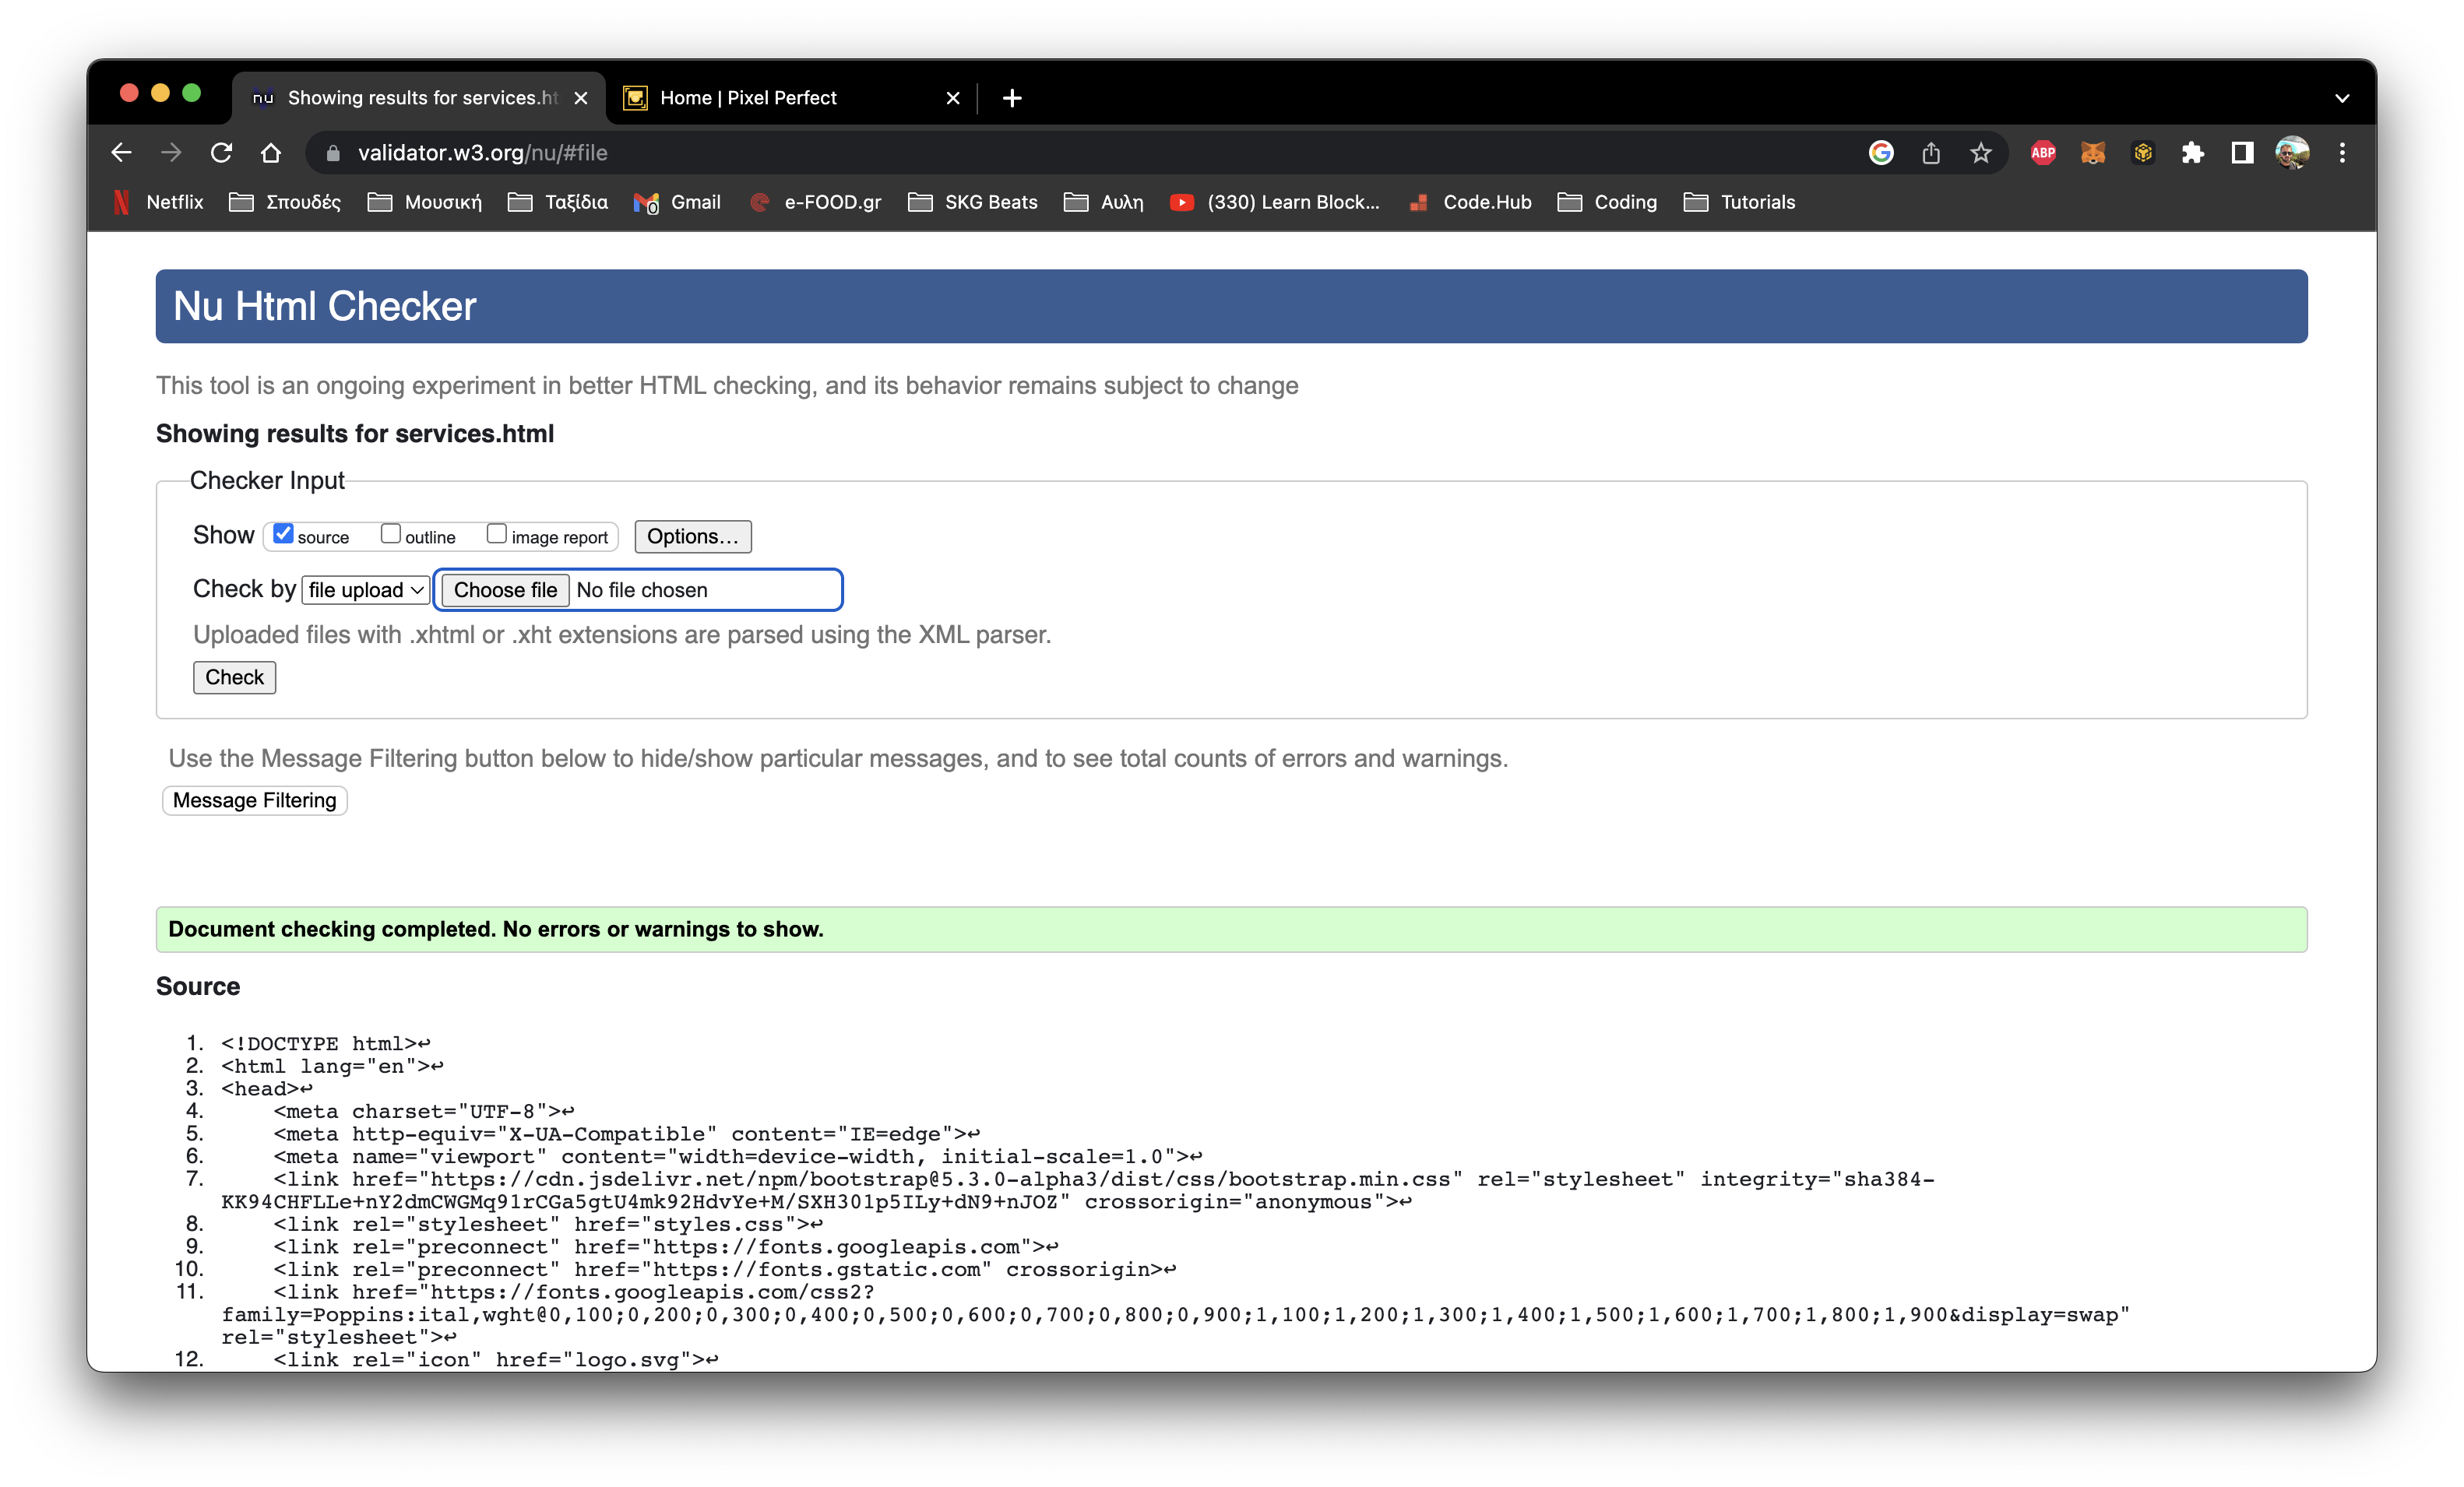 nu Showing results for services.ht
Home | Pixel Perfect
validator.w3.org/nu/#file
ABP
Netflix Σπουδές Μουσική Ταξίδια Gmail e-FOOD.gr SKG Beats Αυλη (330) Learn Block... Code.Hub Coding Tutorials
Nu Html Checker
This tool is an ongoing experiment in better HTML checking, and its behavior remains subject to change
Showing results for services.html
Checker Input
Show source outline image report Options…
Check by file upload Choose file No file chosen
Uploaded files with .xhtml or .xht extensions are parsed using the XML parser.
Check
Use the Message Filtering button below to hide/show particular messages, and to see total counts of errors and warnings.
Message Filtering
Document checking completed. No errors or warnings to show.
Source
1. <!DOCTYPE html>↩
2. <html lang="en">↩
3. <head>↩
4. <meta charset="UTF-8">↩
5. <meta http-equiv="X-UA-Compatible" content="IE=edge">↩
6. <meta name="viewport" content="width=device-width, initial-scale=1.0">↩
7. <link href="https://cdn.jsdelivr.net/npm/bootstrap@5.3.0-alpha3/dist/css/bootstrap.min.css" rel="stylesheet" integrity="sha384-
KK94CHFLLe+nY2dmCWGMq91rCGa5gtU4mk92HdvYe+M/SXH301p5ILy+dN9+nJOZ" crossorigin="anonymous">↩
8. <link rel="stylesheet" href="styles.css">↩
9. <link rel="preconnect" href="https://fonts.googleapis.com">↩
10. <link rel="preconnect" href="https://fonts.gstatic.com" crossorigin>↩
11. <link href="https://fonts.googleapis.com/css2?
family=Poppins:ital,wght@0,100;0,200;0,300;0,400;0,500;0,600;0,700;0,800;0,900;1,100;1,200;1,300;1,400;1,500;1,600;1,700;1,800;1,900&display=swap"
rel="stylesheet">↩
12. <link rel="icon" href="logo.svg">↩